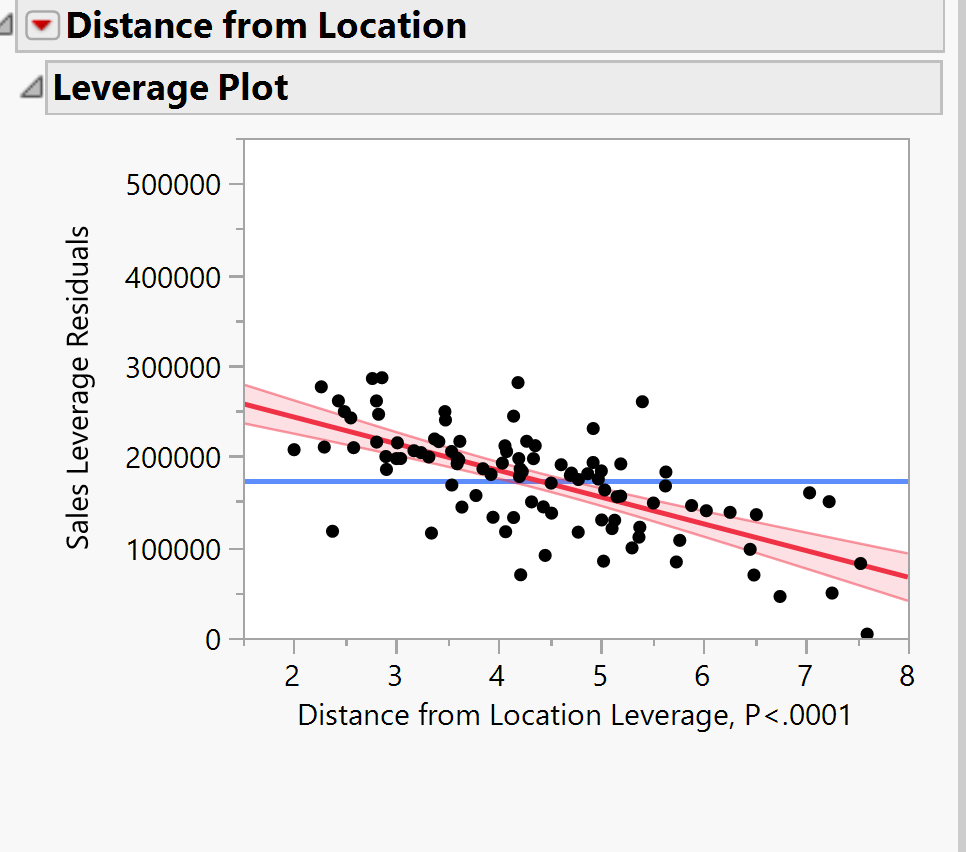 Distance from Location
Leverage Plot
500000
400000
300000
200000
100000
0
Sales Leverage Residuals
2 3 4 5 6 7 8
Distance from Location Leverage, P<.0001